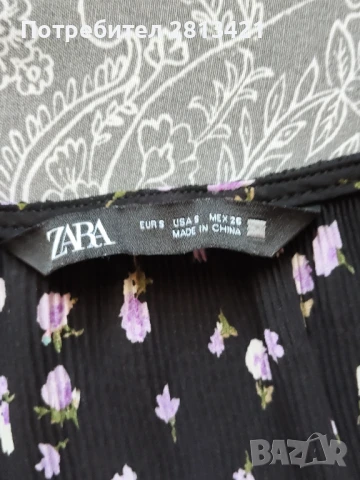 Потребител 2813421
ZARA
EUR S USA S MEX 26
MADE IN CHINA
BAZAR